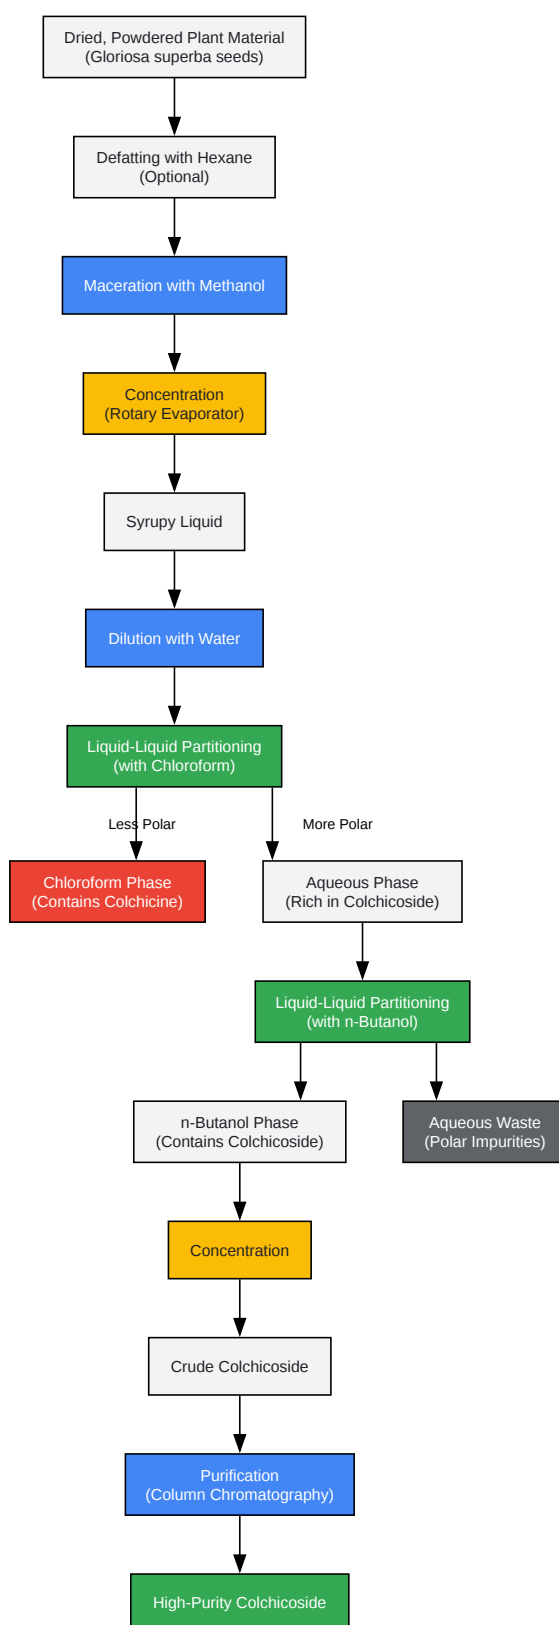 Dried, Powdered Plant Material
(Gloriosa superba seeds)
Defatting with Hexane
(Optional)
Maceration with Methanol
Concentration
(Rotary Evaporator)
Syrupy Liquid
Dilution with Water
Liquid-Liquid Partitioning
(with Chloroform)
Less Polar
More Polar
Chloroform Phase
(Contains Colchicine)
Aqueous Phase
(Rich in Colchicoside)
Liquid-Liquid Partitioning
(with n-Butanol)
n-Butanol Phase
(Contains Colchicoside)
Aqueous Waste
(Polar Impurities)
Concentration
Crude Colchicoside
Purification
(Column Chromatography)
High-Purity Colchicoside